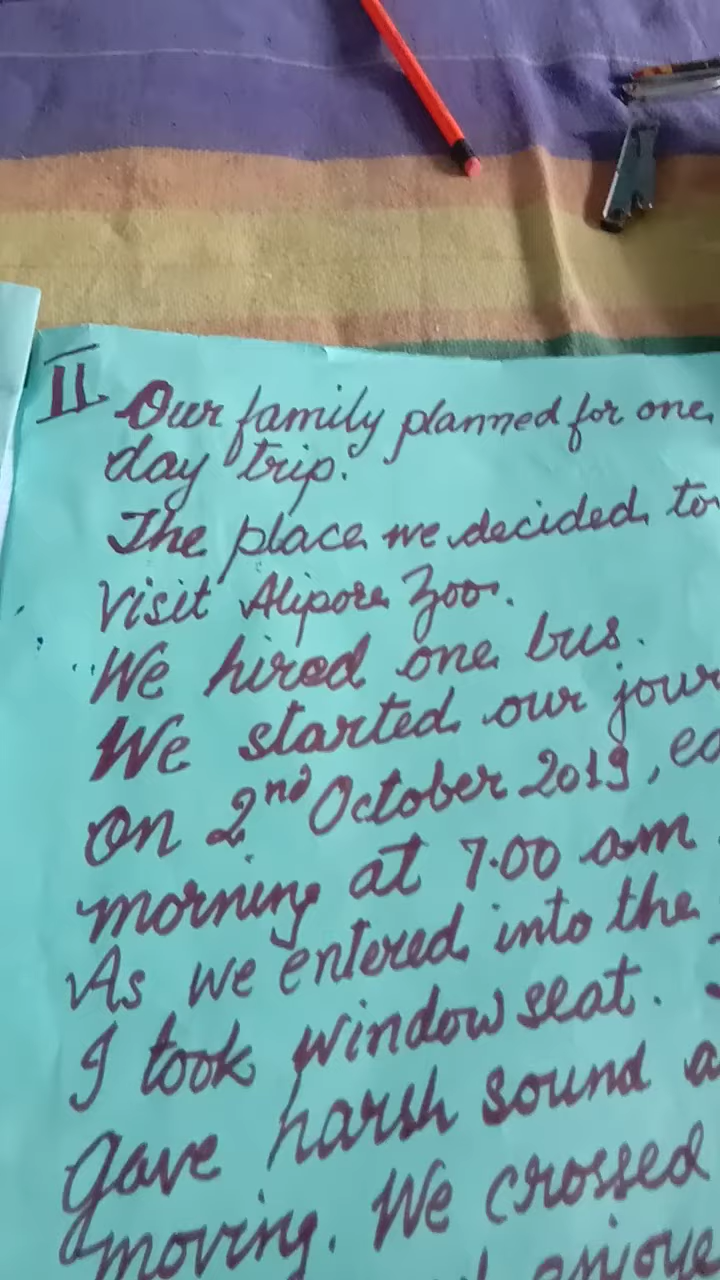 II Our family planned for one
day trip.
The place we decided to
Visit Alipore Zoo.
We hired one bus.
We started our
On 2nd October 2019,
morning at 7.00 am
As we entered into the
I took window seat.
Gave harsh sound
moving. We crossed